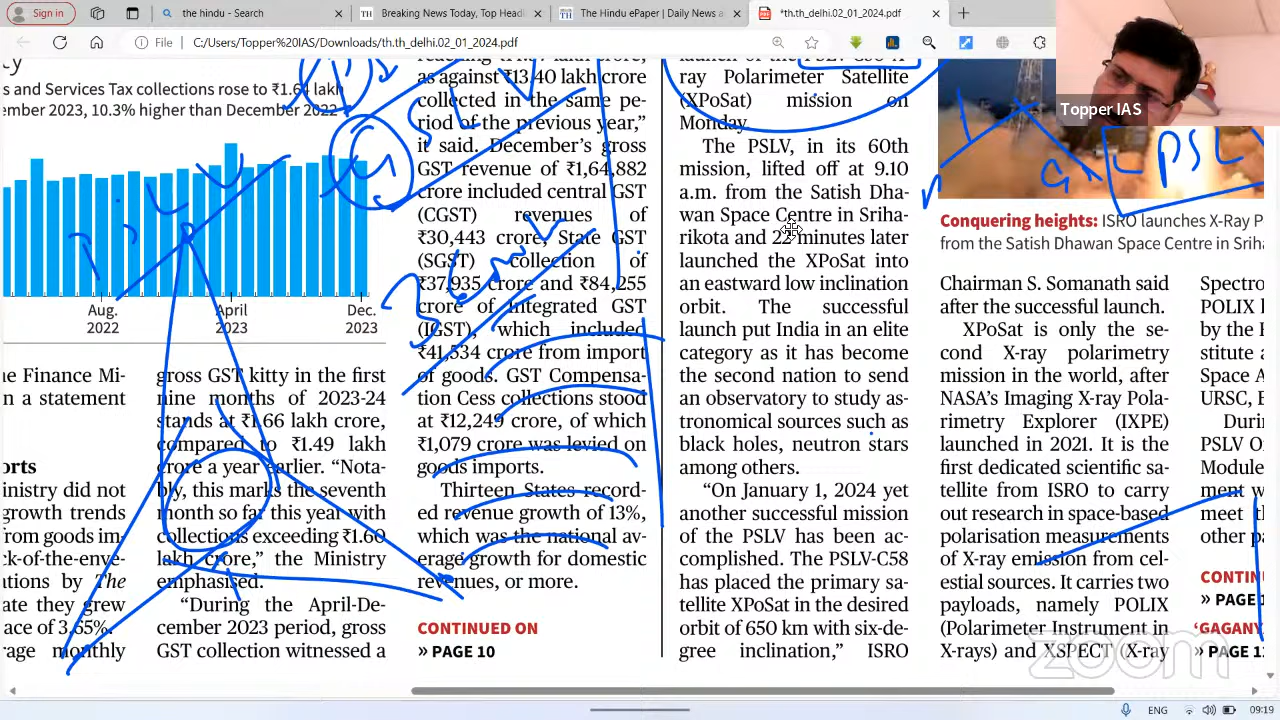 Sign in
the hindu - Search
Breaking News Today, Top Headl
The Hindu ePaper | Daily News
*th.th_delhi.02_01_2024.pdf
File
C:/Users/Topper%20IAS/Downloads/th.th_delhi.02_01_2024.pdf
Topper IAS
s and Services Tax collections rose to ₹1.64 lakh
ember 2023, 10.3% higher than December 2022
Aug.
2022
April
2023
Dec.
2023
ne Finance Mi-
n a statement
orts
inistry did not
growth trends
from goods im-
ck-of-the-enve-
ations by The
ate they grew
ace of 3.65%.
rage monthly
gross GST kitty in the first
nine months of 2023-24
stands at ₹1.66 lakh crore,
compared to ₹1.49 lakh
crore a year earlier. “Nota-
bly, this marks the seventh
month so far this year with
collections exceeding ₹1.60
lakh crore,” the Ministry
emphasised.
“During the April-De-
cember 2023 period, gross
GST collection witnessed a
as against ₹13.40 lakh crore
collected in the same pe-
riod of the previous year,”
it said. December’s gross
GST revenue of ₹1,64,882
crore included central GST
(CGST) revenues of
₹30,443 crore, State GST
(SGST) collection of
₹37,935 crore and ₹84,255
crore of Integrated GST
(IGST), which included
₹41,534 crore from import
of goods. GST Compensa-
tion Cess collections stood
at ₹12,249 crore, of which
₹1,079 crore was levied on
goods imports.
Thirteen States record-
ed revenue growth of 13%,
which was the national av-
erage growth for domestic
revenues, or more.
CONTINUED ON
» PAGE 10
launch of the PSLV-C58 X-
ray Polarimeter Satellite
(XPoSat) mission on
Monday.
The PSLV, in its 60th
mission, lifted off at 9.10
a.m. from the Satish Dha-
wan Space Centre in Sriha-
rikota and 22 minutes later
launched the XPoSat into
an eastward low inclination
orbit. The successful
launch put India in an elite
category as it has become
the second nation to send
an observatory to study as-
tronomical sources such as
black holes, neutron stars
among others.
“On January 1, 2024 yet
another successful mission
of the PSLV has been ac-
complished. The PSLV-C58
has placed the primary sa-
tellite XPoSat in the desired
orbit of 650 km with six-de-
gree inclination,” ISRO
PSLV
Conquering heights: ISRO launches X-Ray P
from the Satish Dhawan Space Centre in Srih
Chairman S. Somanath said
after the successful launch.
XPoSat is only the se-
cond X-ray polarimetry
mission in the world, after
NASA’s Imaging X-ray Pola-
rimetry Explorer (IXPE)
launched in 2021. It is the
first dedicated scientific sa-
tellite from ISRO to carry
out research in space-based
polarisation measurements
of X-ray emission from cel-
estial sources. It carries two
payloads, namely POLIX
(Polarimeter Instrument in
X-rays) and XSPECT (X-ray
Spectro
POLIX
by the
stitute
Space A
URSC,
Durin
PSLV O
Module
ment w
meet t
other pa
CONTIN
» PAGE
‘GAGANY
» PAGE 1
zoom
ENG
09:19